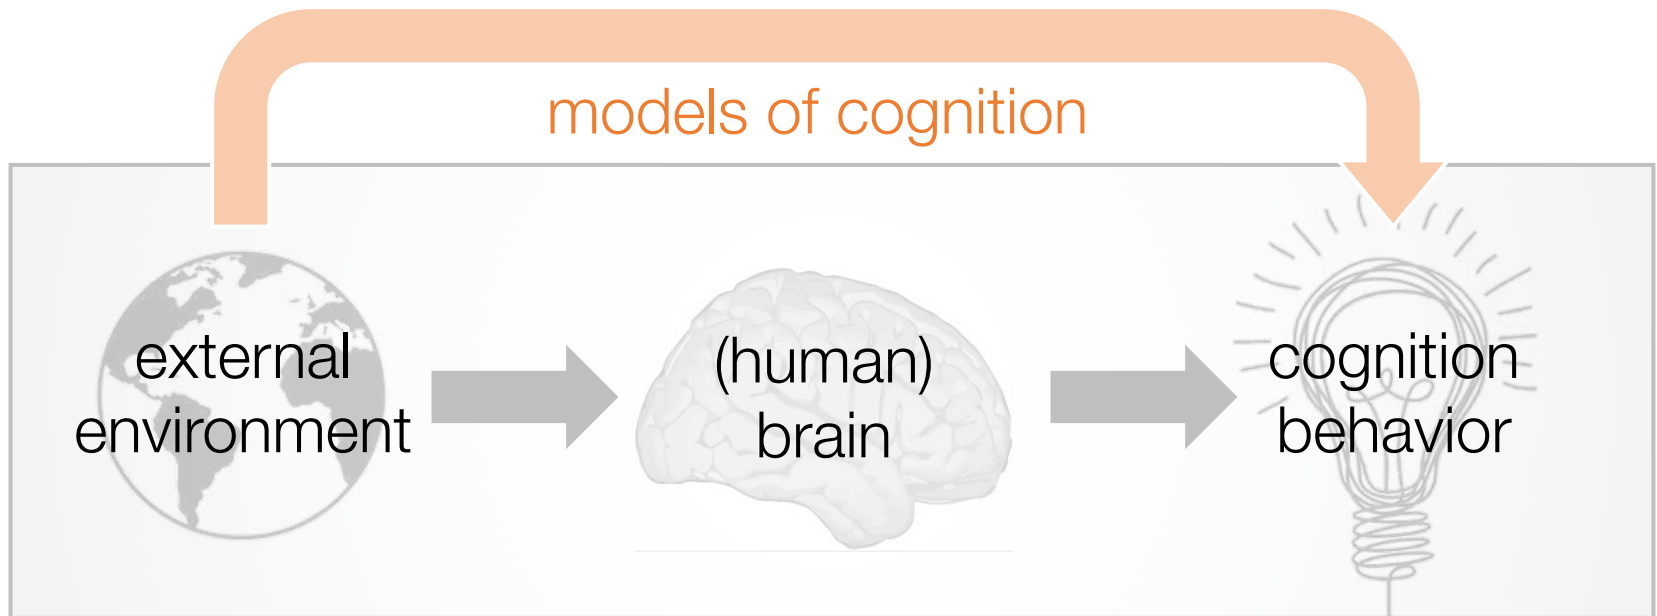 models of cognition
external
environment
(human)
brain
cognition
behavior